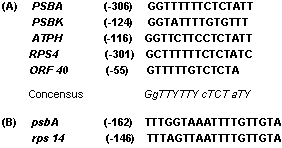 (A) PSBA (-306) GGTTTTTTCTCTATT
PSBK (-124) GGTATTTTGTGTTT
ATPH (-116) GGTTCTTCCTCTATT
RPS4 (-301) GCTTTTTTCTCTATC
ORF 40 (-55) GTTTTTGTCTCTA
Concensus GgTTYTTY cTCT aTY
(B) psbA (-162) TTTGGTAAATTTTGTTGTA
rps 14 (-146) TTTAGTTAATTTTGTTGTA